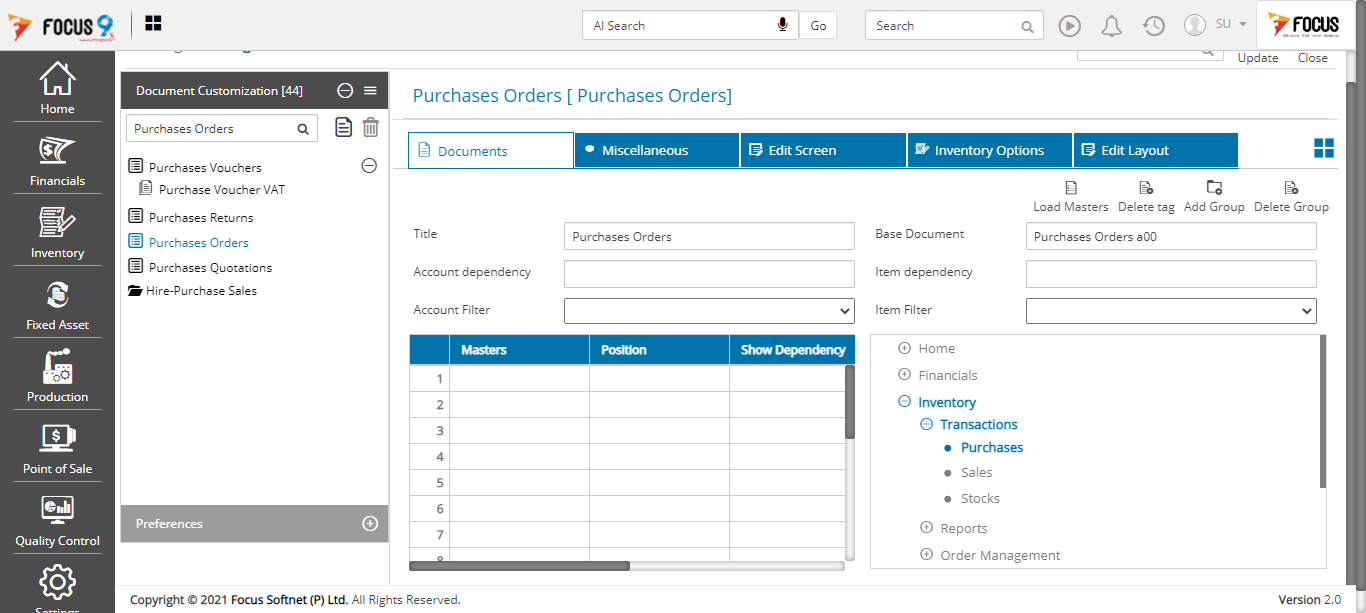 FOCUS 9
AI Search
Go
Search
SU
FOCUS
Update
Close
Home
Financials
Inventory
Fixed Asset
Production
Point of Sale
Quality Control
Settings
Document Customization [44]
Purchases Orders
Purchases Vouchers
Purchase Voucher VAT
Purchases Returns
Purchases Orders
Purchases Quotations
Hire-Purchase Sales
Preferences
Purchases Orders [ Purchases Orders]
Documents
Miscellaneous
Edit Screen
Inventory Options
Edit Layout
Load Masters
Delete tag
Add Group
Delete Group
Title
Purchases Orders
Base Document
Purchases Orders a00
Account dependency
Item dependency
Account Filter
Item Filter
Masters
Position
Show Dependency
1
2
3
4
5
6
7
8
Home
Financials
Inventory
Transactions
Purchases
Sales
Stocks
Reports
Order Management
Copyright © 2021 Focus Softnet (P) Ltd. All Rights Reserved.
Version 2.0